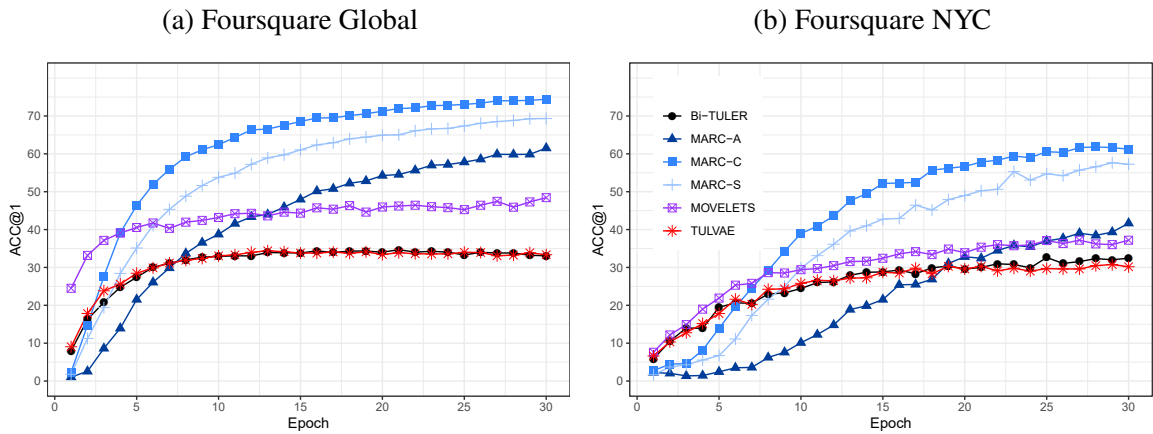 (a) Foursquare Global
(b) Foursquare NYC
ACC@1
70
60
50
40
30
20
10
0
0
5
10
15
20
25
30
Epoch
ACC@1
70
60
50
40
30
20
10
0
Bi-TULER
MARC-A
MARC-C
MARC-S
MOVELETS
TULVAE
0
5
10
15
20
25
30
Epoch